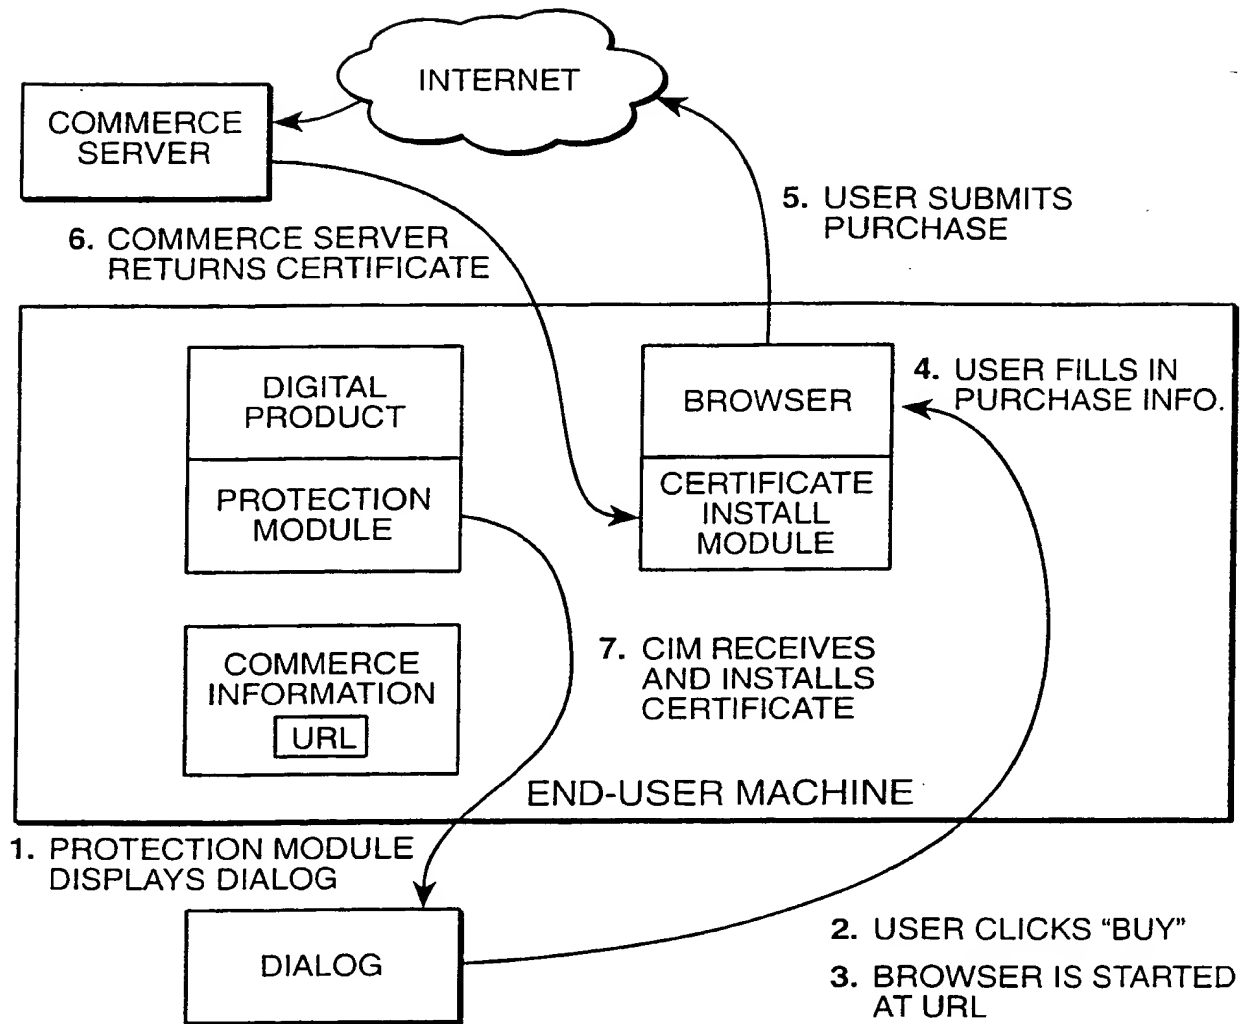 INTERNET
COMMERCE
SERVER
5. USER SUBMITS
PURCHASE
6. COMMERCE SERVER
RETURNS CERTIFICATE
DIGITAL
PRODUCT
PROTECTION
MODULE
BROWSER
CERTIFICATE
INSTALL
MODULE
4. USER FILLS IN
PURCHASE INFO.
COMMERCE
INFORMATION
URL
7. CIM RECEIVES
AND INSTALLS
CERTIFICATE
END-USER MACHINE
1. PROTECTION MODULE
DISPLAYS DIALOG
DIALOG
2. USER CLICKS “BUY”
3. BROWSER IS STARTED
AT URL